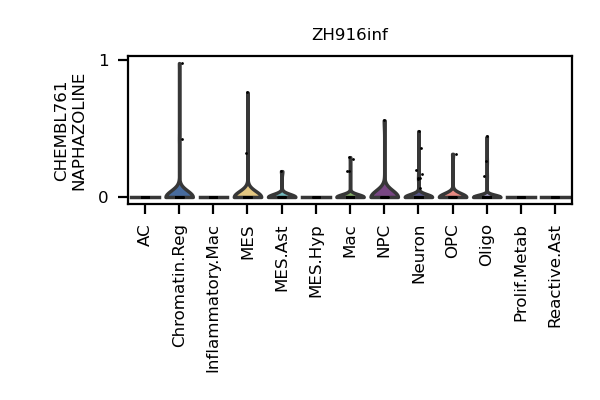 ZH916inf
CHEMBL761
NAPHAZOLINE
1
0
AC
Chromatin.Reg
Inflammatory.Mac
MES
MES.Ast
MES.Hyp
Mac
NPC
Neuron
OPC
Oligo
Prolif.Metab
Reactive.Ast